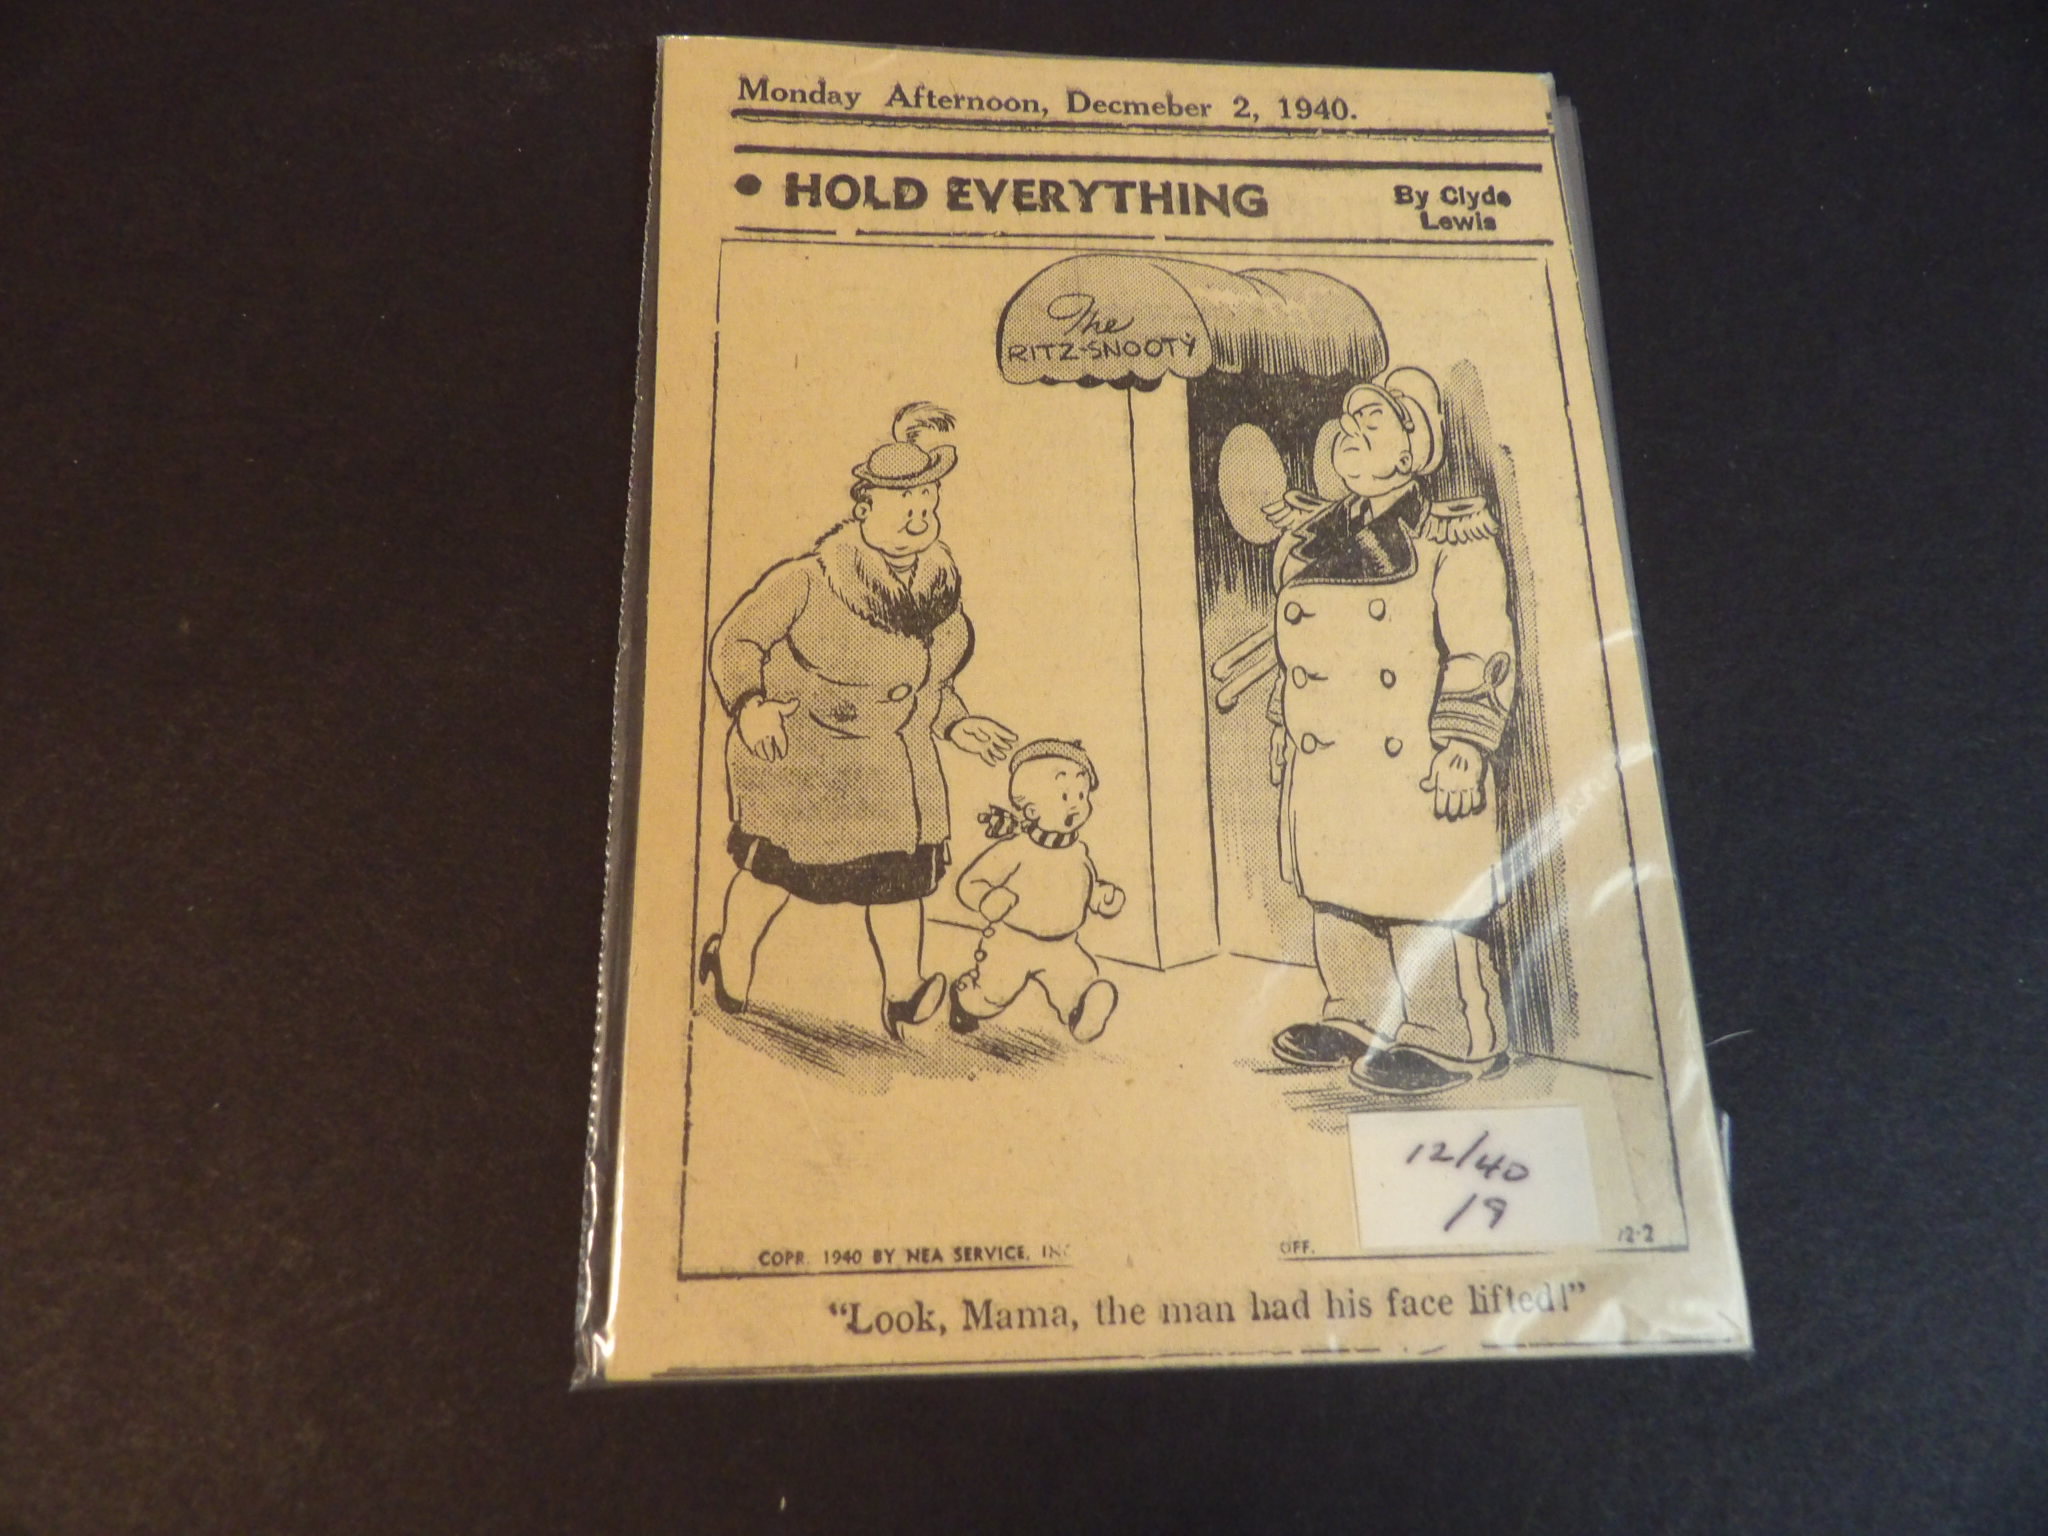 Monday Afternoon, Decmeber 2, 1940.
• HOLD EVERYTHING
By Clyde
Lewis
The
RITZ-SNOOTY
12/40
/9
COPR. 1940 BY NEA SERVICE, INC
OFF.
12-2
"Look, Mama, the man had his face lifted!"